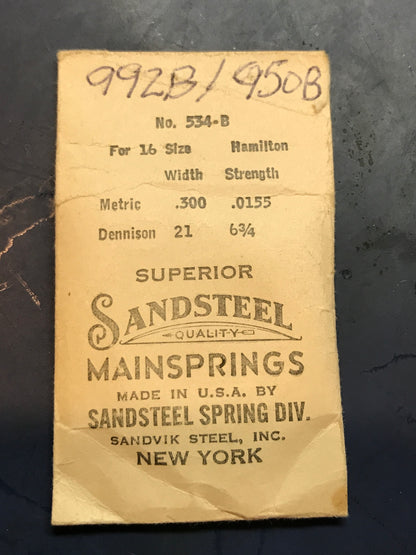 992B/950B
No. 534-B
For 16 Size Hamilton
Width Strength
Metric .300 .0155
Dennison 21 6¾
SUPERIOR
SANDSTEEL
QUALITY
MAINSPRINGS
MADE IN U.S.A. BY
SANDSTEEL SPRING DIV.
SANDVIK STEEL, INC.
NEW YORK